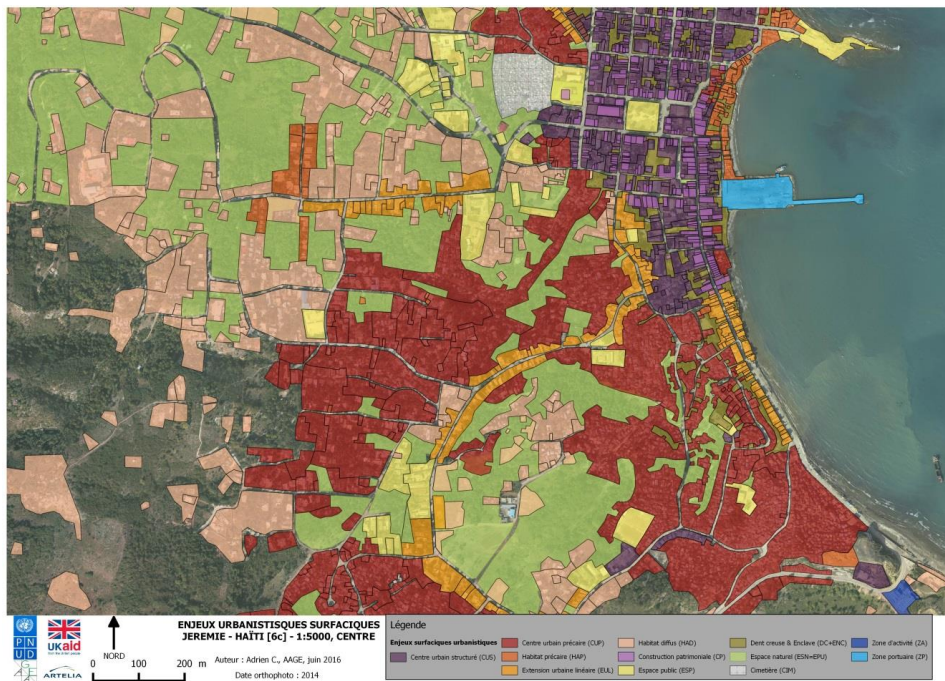 PNUD
UKaid
AGE
ARTELIA
NORD
0 100 200 m
ENJEUX URBANISTISQUES SURFACIQUES
JEREMIE - HAÏTI [6c] - 1:5000, CENTRE
Auteur : Adrien C., AAGE, juin 2016
Date orthophoto : 2014
Légende
Enjeux surfaciques urbanistiques
Centre urbain structuré (CUS)
Centre urbain précaire (CUP)
Habitat précaire (HAP)
Extension urbaine linéaire (EUL)
Habitat diffus (HAD)
Construction patrimoniale (CP)
Espace public (ESP)
Dent creuse & Enclave (DC+ENC)
Espace naturel (ESN=EPU)
Cimetière (CIM)
Zone d'activité (ZA)
Zone portuaire (ZP)